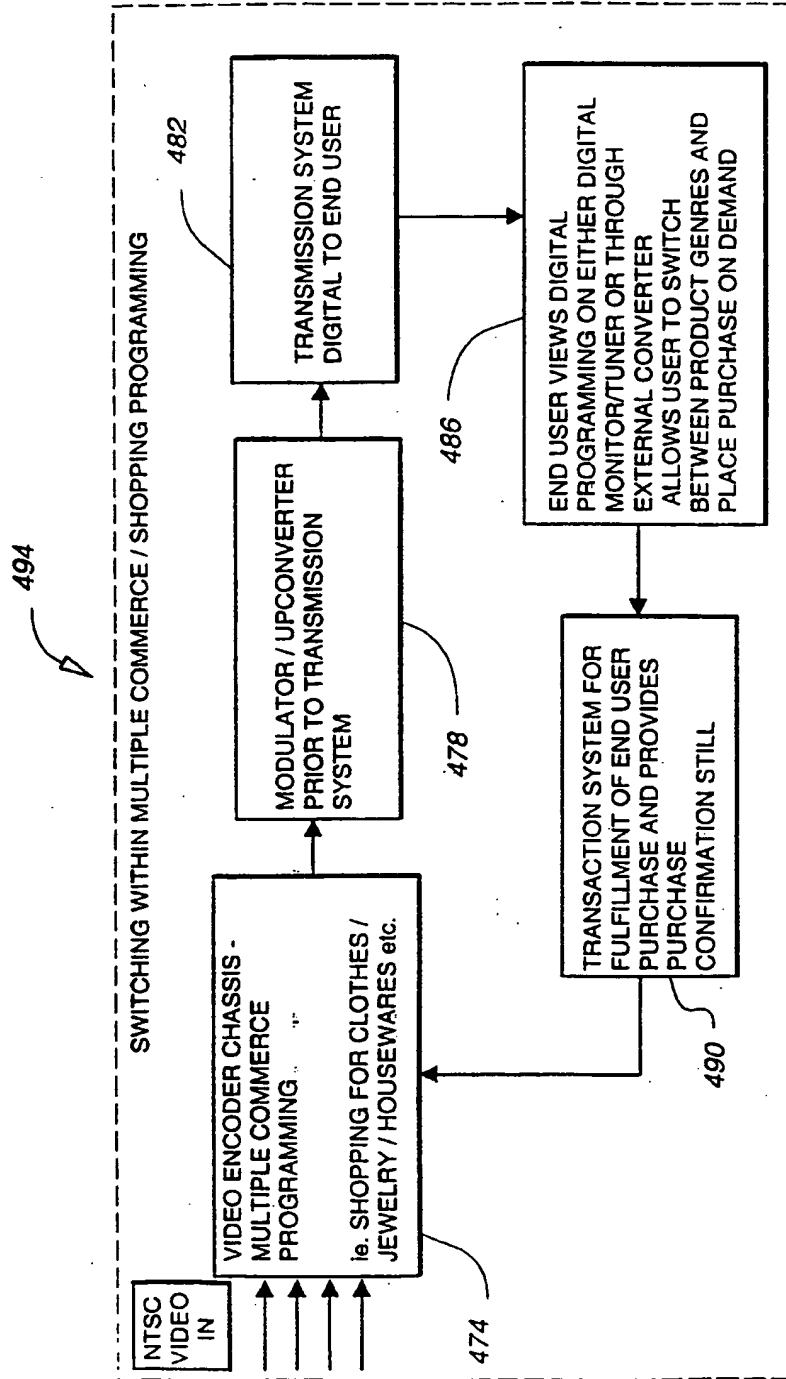 494
SWITCHING WITHIN MULTIPLE COMMERCE / SHOPPING PROGRAMMING
NTSC
VIDEO
IN
VIDEO ENCODER CHASSIS -
MULTIPLE COMMERCE
PROGRAMMING
ie. SHOPPING FOR CLOTHES /
JEWELRY / HOUSEWARES etc.
474
MODULATOR / UPCONVERTER
PRIOR TO TRANSMISSION
SYSTEM
478
TRANSMISSION SYSTEM
DIGITAL TO END USER
482
END USER VIEWS DIGITAL
PROGRAMMING ON EITHER DIGITAL
MONITOR/TUNER OR THROUGH
EXTERNAL CONVERTER
ALLOWS USER TO SWITCH
BETWEEN PRODUCT GENRES AND
PLACE PURCHASE ON DEMAND
486
TRANSACTION SYSTEM FOR
FULFILLMENT OF END USER
PURCHASE AND PROVIDES
PURCHASE
CONFIRMATION STILL
490